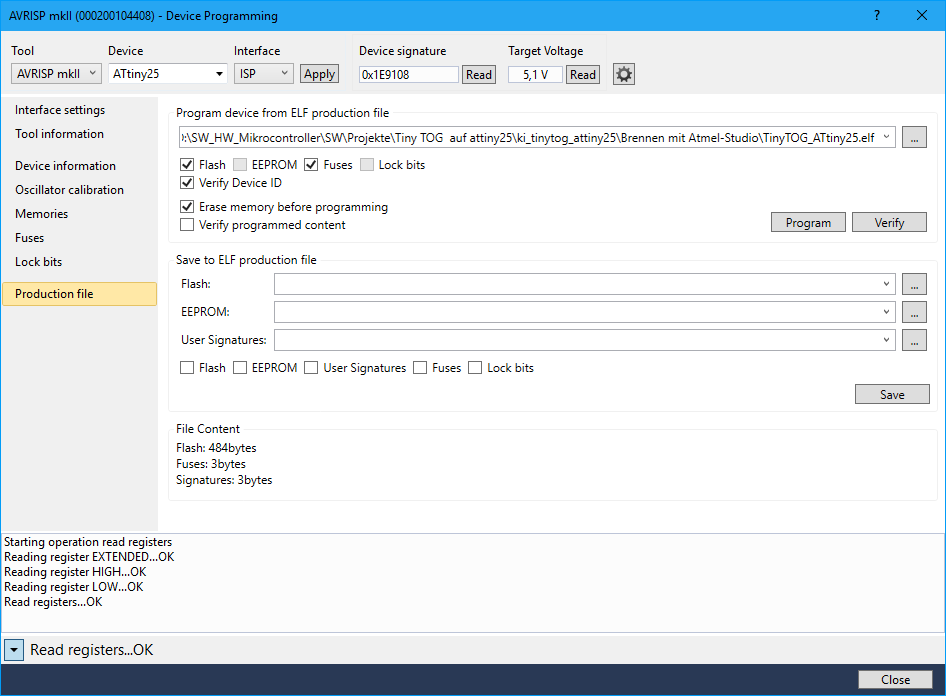 AVRISP mkII (000200104408) - Device Programming ?
Tool Device Interface Device signature Target Voltage
AVRISP mkII ATtiny25 ISP Apply 0x1E9108 Read 5,1 V Read
Interface settings
Tool information
Device information
Oscillator calibration
Memories
Fuses
Lock bits
Production file
Program device from ELF production file
:\SW_HW_Mikrocontroller\SW\Projekte\Tiny TOG  auf attiny25\ki_tinytog_attiny25\Brennen mit Atmel-Studio\TinyTOG_ATtiny25.elf ...
Flash EEPROM Fuses Lock bits
Verify Device ID
Erase memory before programming
Verify programmed content
Program Verify
Save to ELF production file
Flash: ...
EEPROM: ...
User Signatures: ...
Flash EEPROM User Signatures Fuses Lock bits
Save
File Content
Flash: 484bytes
Fuses: 3bytes
Signatures: 3bytes
Starting operation read registers
Reading register EXTENDED...OK
Reading register HIGH...OK
Reading register LOW...OK
Read registers...OK
Read registers...OK
Close